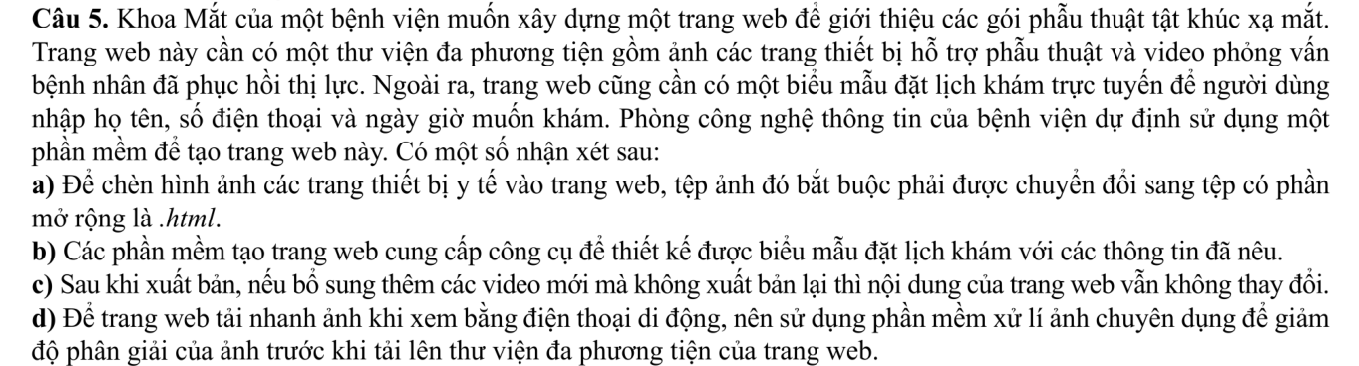 Câu 5. Khoa Mắt của một bệnh viện muốn xây dựng một trang web để giới thiệu các gói phẫu thuật tật khúc xạ mắt.
Trang web này cần có một thư viện đa phương tiện gồm ảnh các trang thiết bị hỗ trợ phẫu thuật và video phỏng vấn
bệnh nhân đã phục hồi thị lực. Ngoài ra, trang web cũng cần có một biểu mẫu đặt lịch khám trực tuyến để người dùng
nhập họ tên, số điện thoại và ngày giờ muốn khám. Phòng công nghệ thông tin của bệnh viện dự định sử dụng một
phần mềm để tạo trang web này. Có một số nhận xét sau:
a) Để chèn hình ảnh các trang thiết bị y tế vào trang web, tệp ảnh đó bắt buộc phải được chuyển đổi sang tệp có phần
mở rộng là .html.
b) Các phần mềm tạo trang web cung cấp công cụ để thiết kế được biểu mẫu đặt lịch khám với các thông tin đã nêu.
c) Sau khi xuất bản, nếu bổ sung thêm các video mới mà không xuất bản lại thì nội dung của trang web vẫn không thay đổi.
d) Để trang web tải nhanh ảnh khi xem bằng điện thoại di động, nên sử dụng phần mềm xử lí ảnh chuyên dụng để giảm
độ phân giải của ảnh trước khi tải lên thư viện đa phương tiện của trang web.